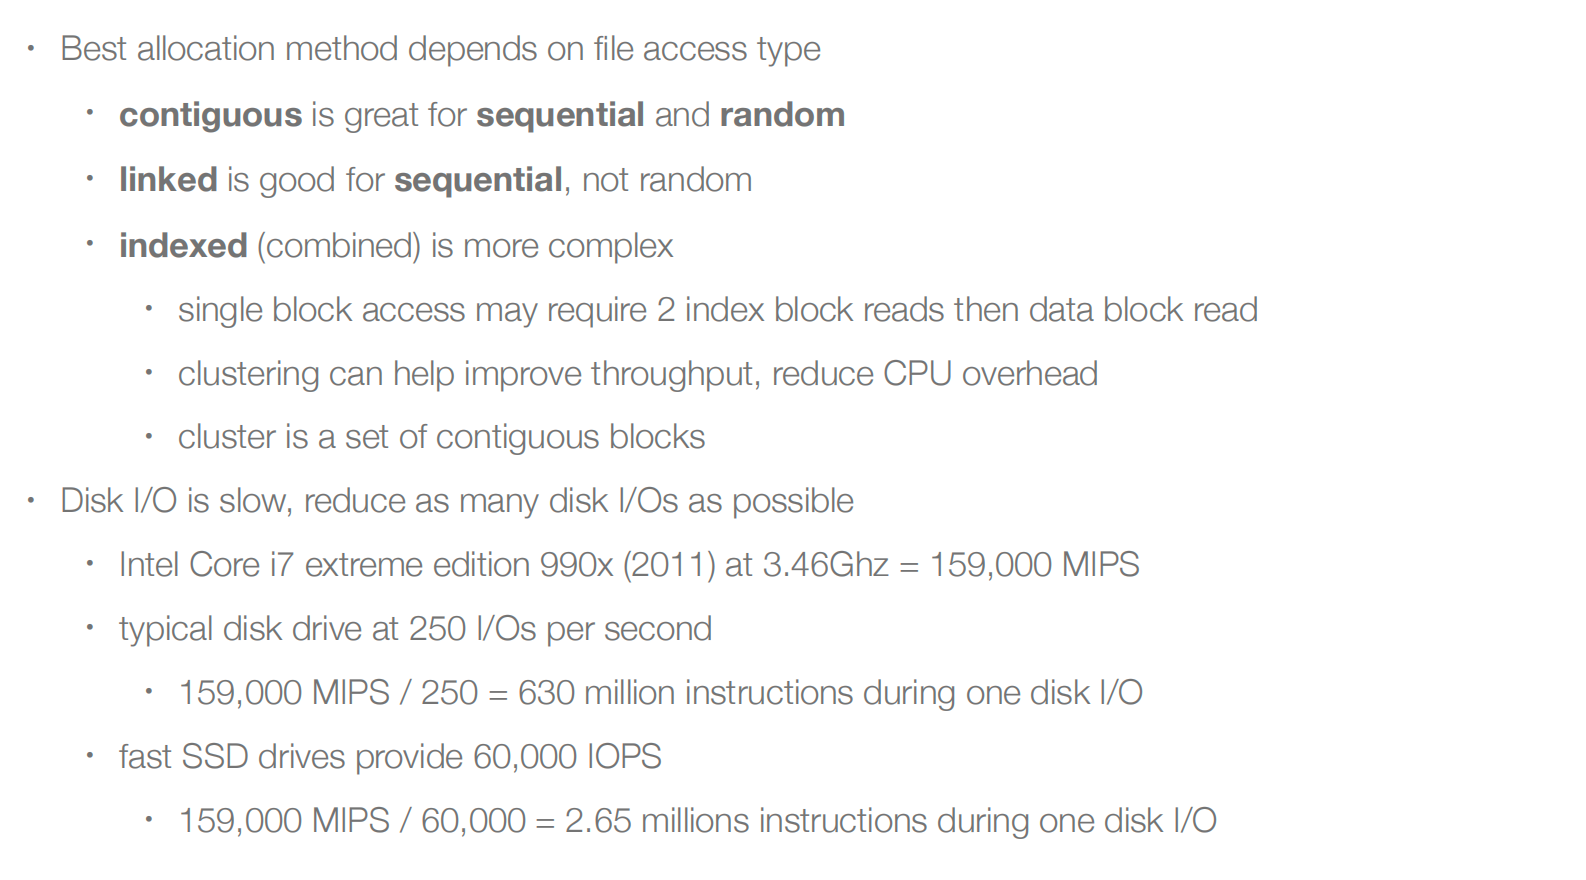 • Best allocation method depends on file access type
• contiguous is great for sequential and random
• linked is good for sequential, not random
• indexed (combined) is more complex
• single block access may require 2 index block reads then data block read
• clustering can help improve throughput, reduce CPU overhead
• cluster is a set of contiguous blocks
• Disk I/O is slow, reduce as many disk I/Os as possible
• Intel Core i7 extreme edition 990x (2011) at 3.46Ghz = 159,000 MIPS
• typical disk drive at 250 I/Os per second
• 159,000 MIPS / 250 = 630 million instructions during one disk I/O
• fast SSD drives provide 60,000 IOPS
• 159,000 MIPS / 60,000 = 2.65 millions instructions during one disk I/O